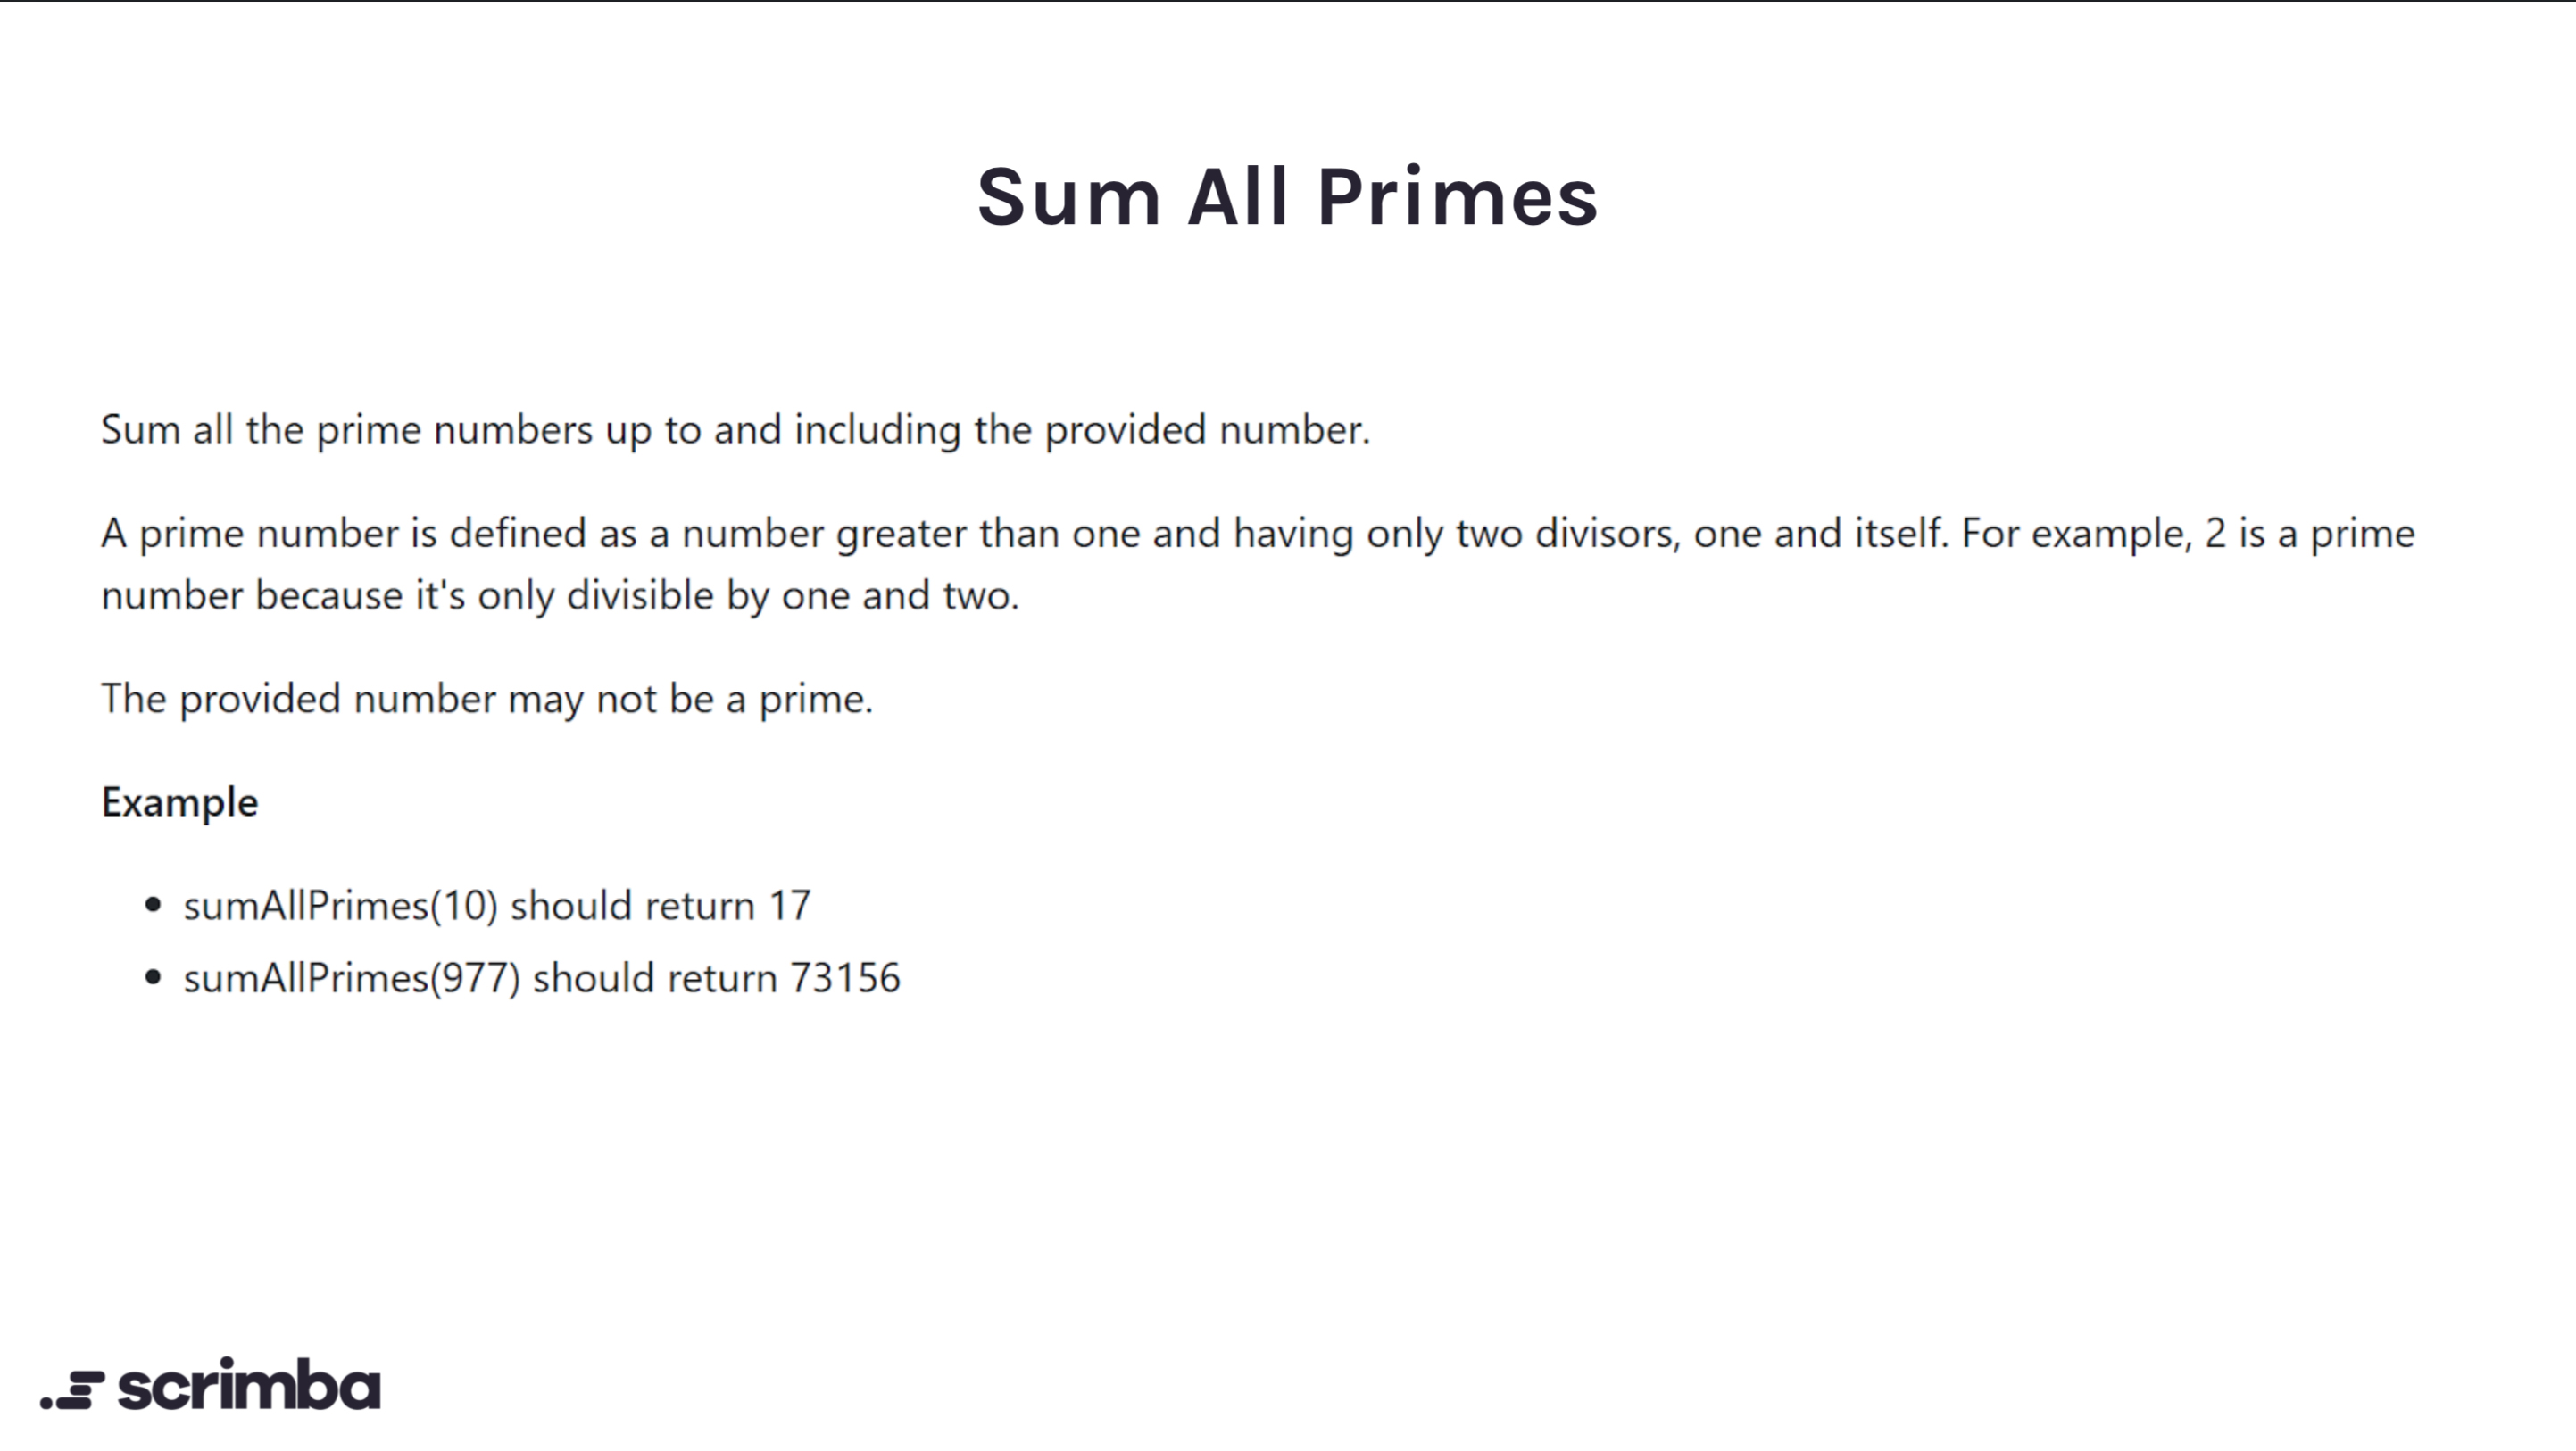 Sum All Primes
Sum all the prime numbers up to and including the provided number.
A prime number is defined as a number greater than one and having only two divisors, one and itself. For example, 2 is a prime
number because it's only divisible by one and two.
The provided number may not be a prime.
Example
• sumAllPrimes(10) should return 17
• sumAllPrimes(977) should return 73156
scrimba